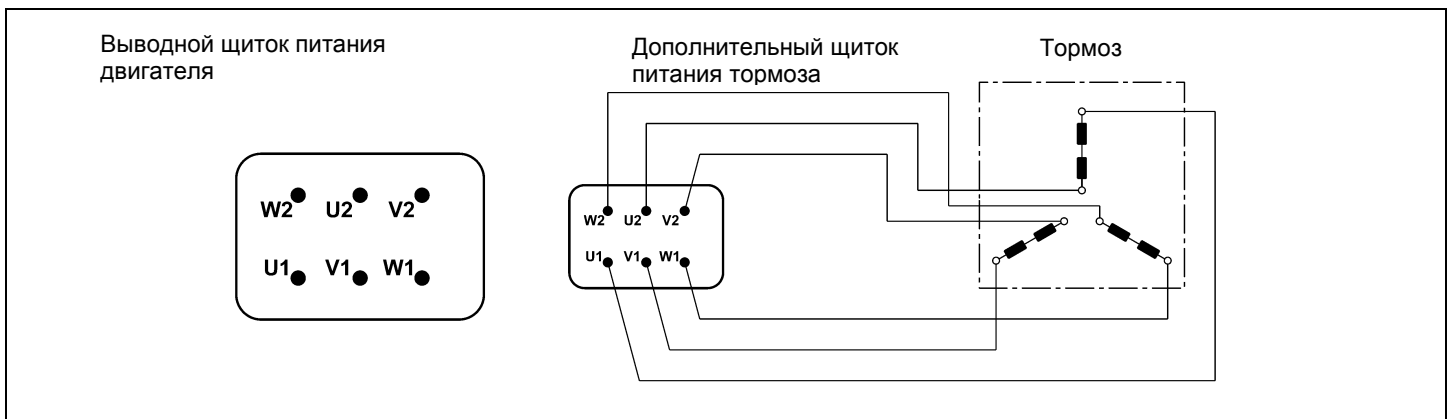 Выводной щиток питания
двигателя
Дополнительный щиток
питания тормоза
Тормоз
W2 U2 V2
U1 V1 W1
W2 U2 V2
U1 V1 W1